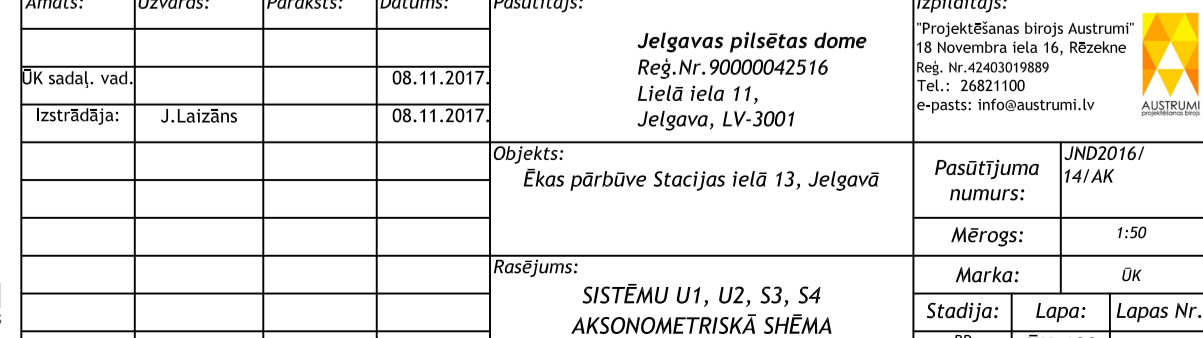 Amats:
Uzvārds:
Paraksts:
Datums:
Pasūtītājs:
Izpildītājs:
ŪK sadaļ. vad.
08.11.2017.
Izstrādāja:
J.Laizāns
08.11.2017.
Jelgavas pilsētas dome
Reģ.Nr.90000042516
Lielā iela 11,
Jelgava, LV-3001
"Projektēšanas birojs Austrumi"
18 Novembra iela 16, Rēzekne
Reģ. Nr.42403019889
Tel.: 26821100
e-pasts: info@austrumi.lv
AUSTRUMI
projektēšanas birojs
Objekts:
Ēkas pārbūve Stacijas ielā 13, Jelgavā
Pasūtījuma
numurs:
JND2016/
14/AK
Mērogs:
1:50
Rasējums:
SISTĒMU U1, U2, S3, S4
AKSONOMETRISKĀ SHĒMA
Marka:
ŪK
Stadija:
Lapa:
Lapas Nr.